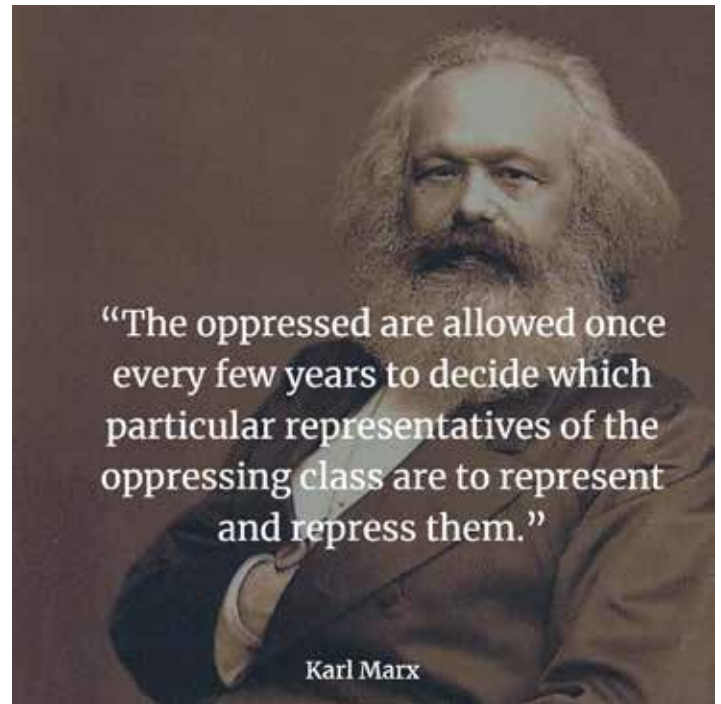 “The oppressed are allowed once
every few years to decide which
particular representatives of the
oppressing class are to represent
and repress them.”
Karl Marx